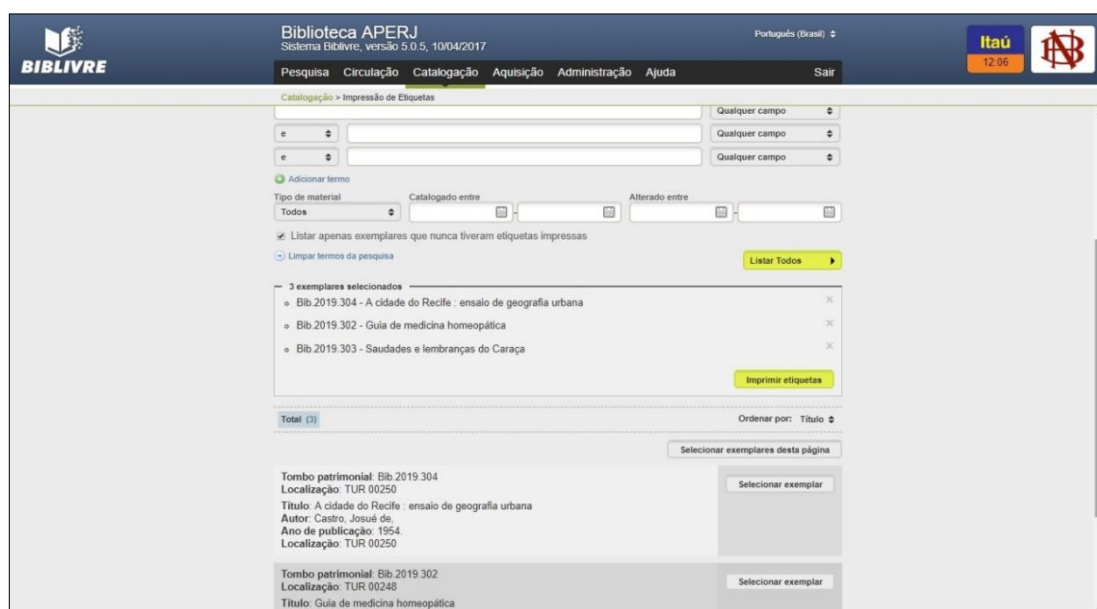 BIBLIVRE
Biblioteca APERJ
Sistema Biblivre, versão 5.0.5, 10/04/2017
Português (Brasil)
Itaú
12:06
BN
Pesquisa Circulação Catalogação Aquisição Administração Ajuda Sair
Catalogação > Impressão de Etiquetas
Qualquer campo
e Qualquer campo
e Qualquer campo
Adicionar termo
Tipo de material Catalogado entre Alterado entre
Todos - -
Listar apenas exemplares que nunca tiveram etiquetas impressas
Limpar termos da pesquisa
Listar Todos
3 exemplares selecionados
Bib.2019.304 - A cidade do Recife : ensaio de geografia urbana
Bib.2019.302 - Guia de medicina homeopática
Bib.2019.303 - Saudades e lembranças do Caraça
Imprimir etiquetas
Total (3) Ordenar por: Título
Selecionar exemplares desta página
Tombo patrimonial: Bib.2019.304
Selecionar exemplar
Localização: TUR 00250
Título: A cidade do Recife : ensaio de geografia urbana
Autor: Castro, Josué de,
Ano de publicação: 1954.
Localização: TUR 00250
Tombo patrimonial: Bib.2019.302
Selecionar exemplar
Localização: TUR 00248
Título: Guia de medicina homeopática